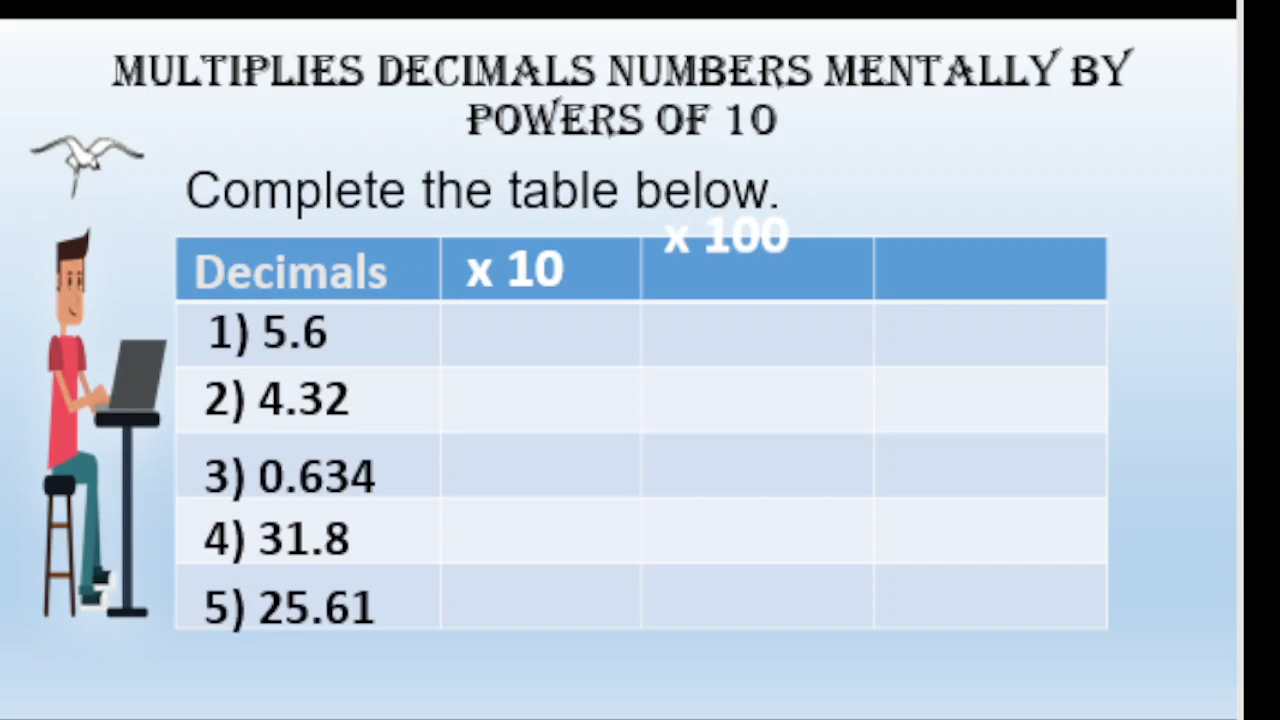 MULTIPLIES DECIMALS NUMBERS MENTALLY BY
POWERS OF 10
Complete the table below.
Decimals x 10 x 100
1) 5.6
2) 4.32
3) 0.634
4) 31.8
5) 25.61